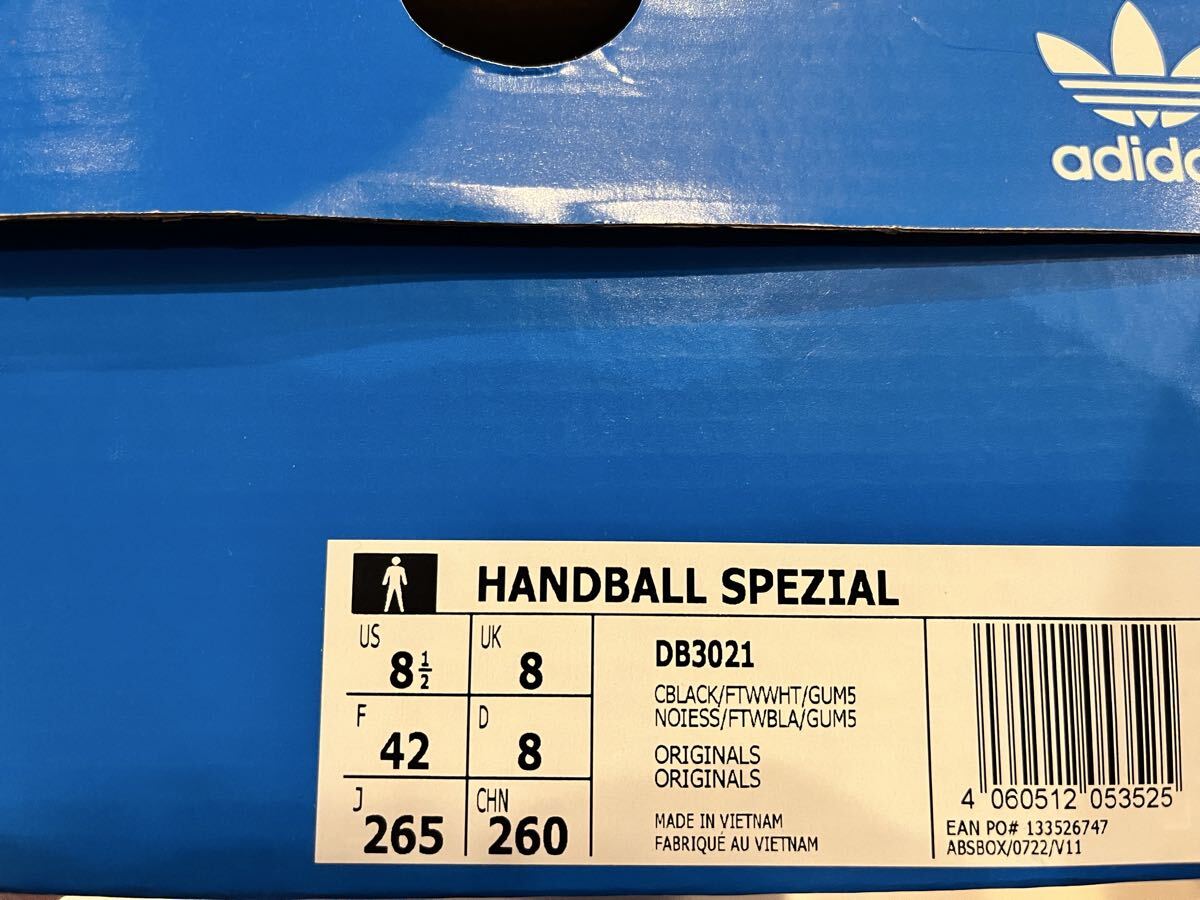 adidas
HANDBALL SPEZIAL
US 8½
UK 8
F 42
D 8
J 265
CHN 260
DB3021
CBLACK/FTWWHT/GUM5
NOIESS/FTWBLA/GUM5
ORIGINALS
ORIGINALS
MADE IN VIETNAM
FABRIQUÉ AU VIETNAM
4 060512 053525
EAN PO# 133526747
ABSBOX/0722/V11